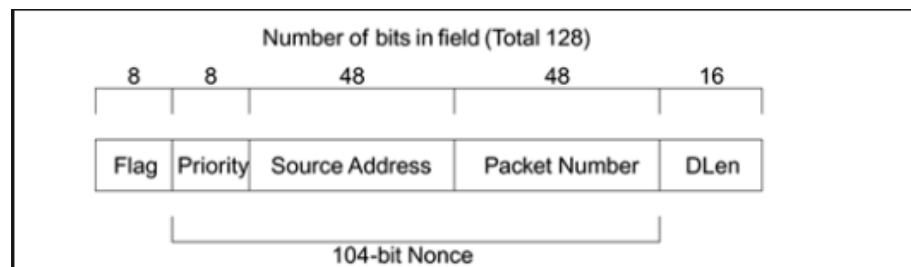 Number of bits in field (Total 128)
8 8 48 48 16
Flag Priority Source Address Packet Number DLen
104-bit Nonce